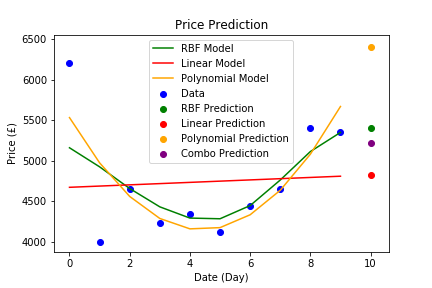 Price Prediction
Price (£)
6500
6000
5500
5000
4500
4000
RBF Model
Linear Model
Polynomial Model
Data
RBF Prediction
Linear Prediction
Polynomial Prediction
Combo Prediction
0 2 4 6 8 10
Date (Day)